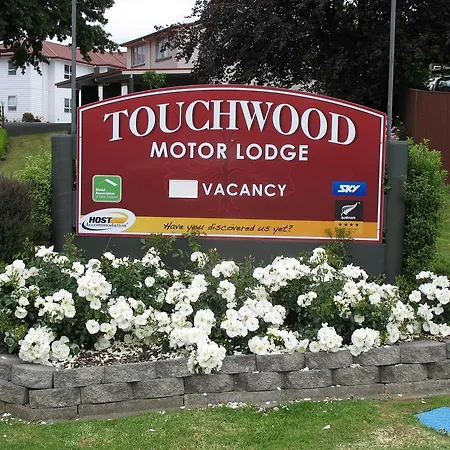 TOUCHWOOD
MOTOR LODGE
VACANCY
SKY
HOST
Accommodation
Have you discovered us yet?